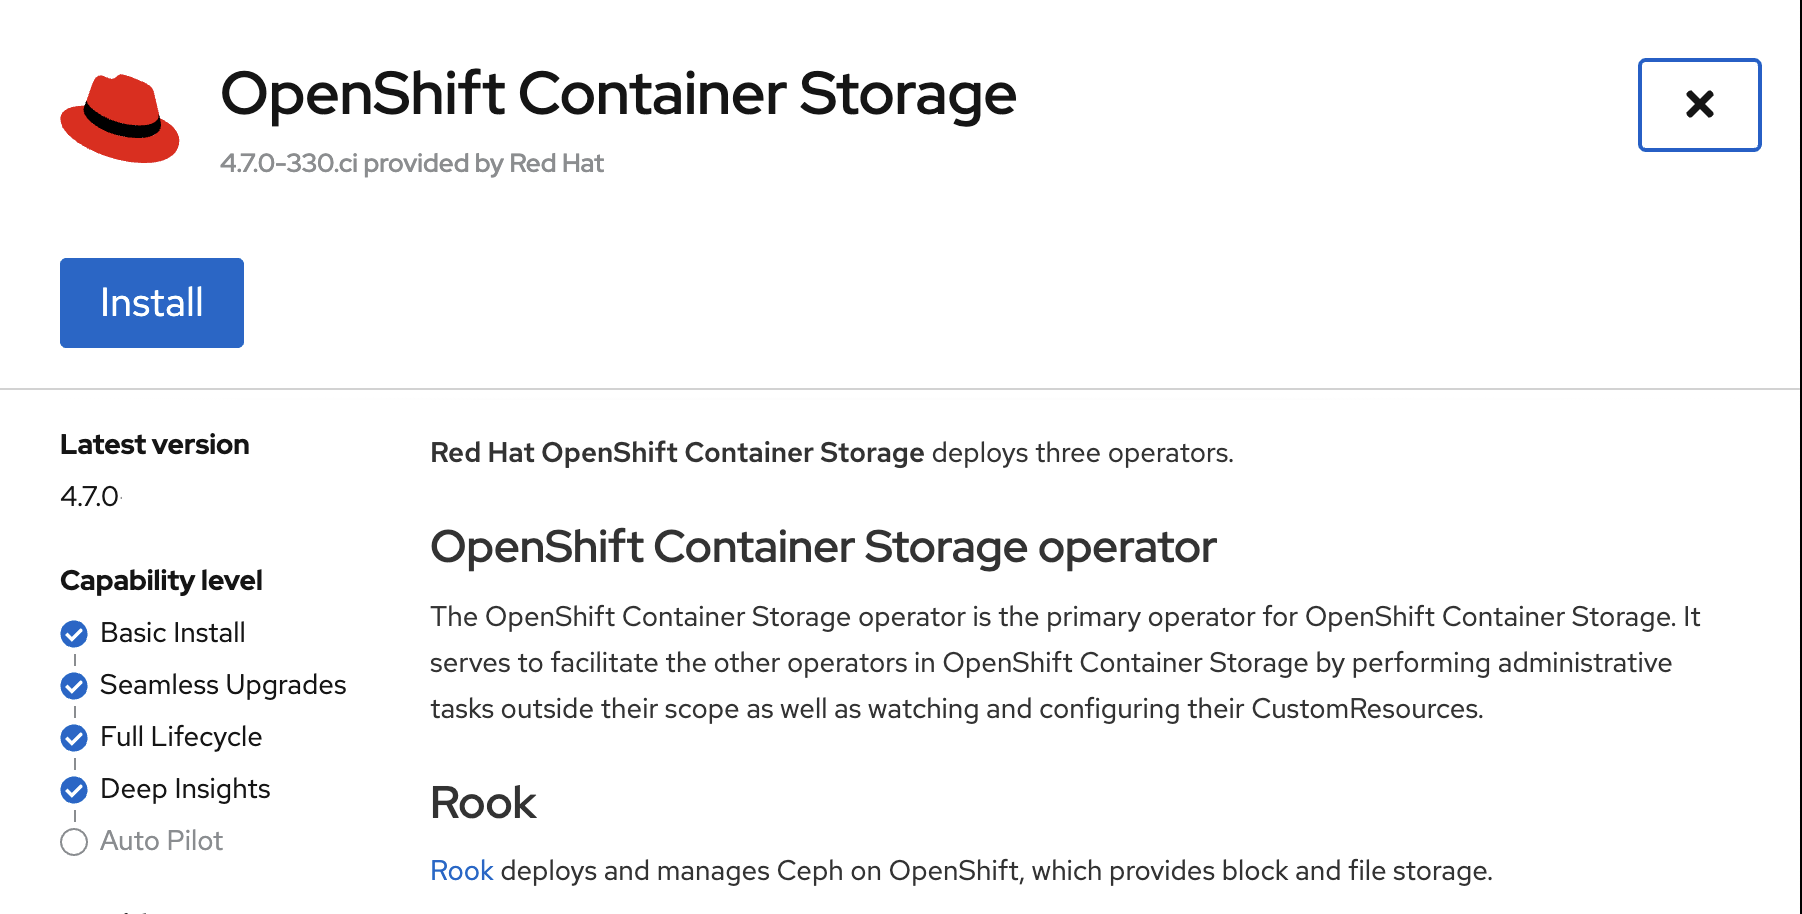 OpenShift Container Storage
4.7.0-330.ci provided by Red Hat
Install
Latest version
4.7.0
Capability level
Basic Install
Seamless Upgrades
Full Lifecycle
Deep Insights
Auto Pilot
Red Hat OpenShift Container Storage deploys three operators.
OpenShift Container Storage operator
The OpenShift Container Storage operator is the primary operator for OpenShift Container Storage. It
serves to facilitate the other operators in OpenShift Container Storage by performing administrative
tasks outside their scope as well as watching and configuring their CustomResources.
Rook
Rook deploys and manages Ceph on OpenShift, which provides block and file storage.